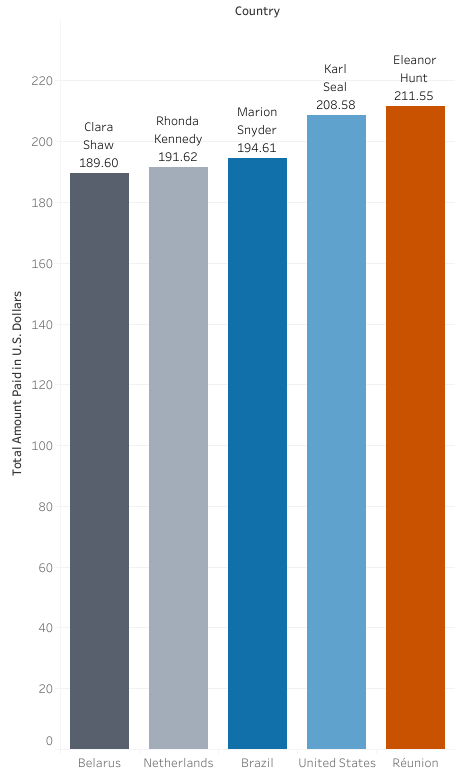 Country
Total Amount Paid in U.S. Dollars
220
200
180
160
140
120
100
80
60
40
20
0
Clara
Shaw
189.60
Rhonda
Kennedy
191.62
Marion
Snyder
194.61
Karl
Seal
208.58
Eleanor
Hunt
211.55
Belarus
Netherlands
Brazil
United States
Réunion